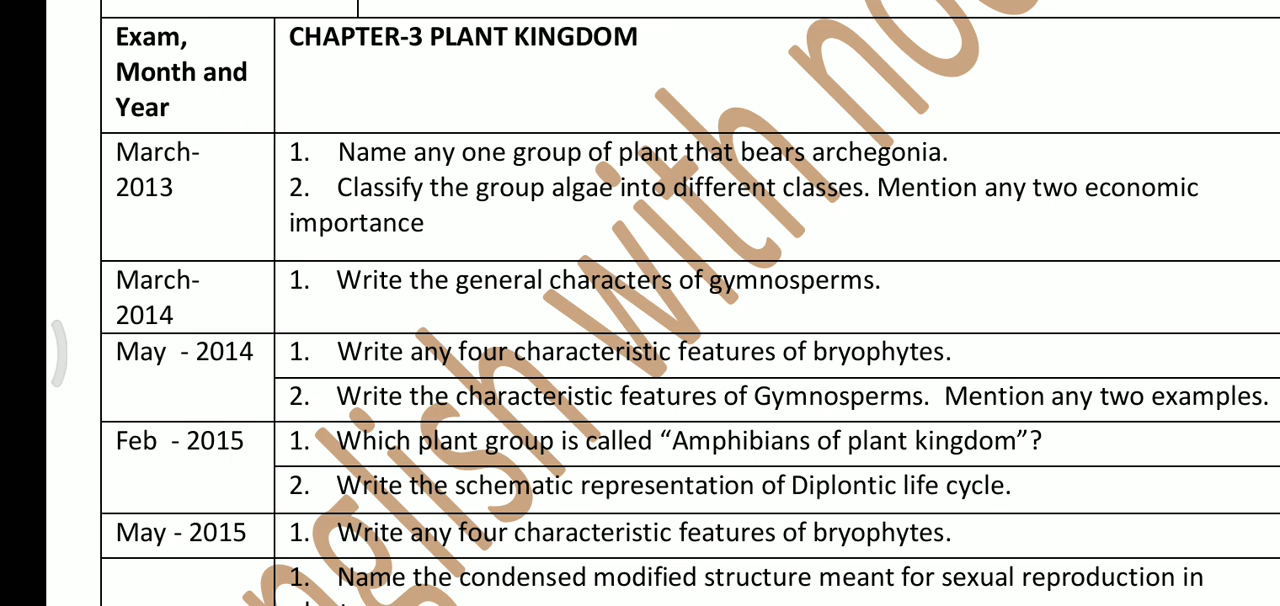 Exam,
Month and
Year
CHAPTER-3 PLANT KINGDOM
March-
2013
1. Name any one group of plant that bears archegonia.
2. Classify the group algae into different classes. Mention any two economic
importance
March-
2014
1. Write the general characters of gymnosperms.
May - 2014
1. Write any four characteristic features of bryophytes.
2. Write the characteristic features of Gymnosperms. Mention any two examples.
Feb - 2015
1. Which plant group is called “Amphibians of plant kingdom”?
2. Write the schematic representation of Diplontic life cycle.
May - 2015
1. Write any four characteristic features of bryophytes.
1. Name the condensed modified structure meant for sexual reproduction in
nglish with no